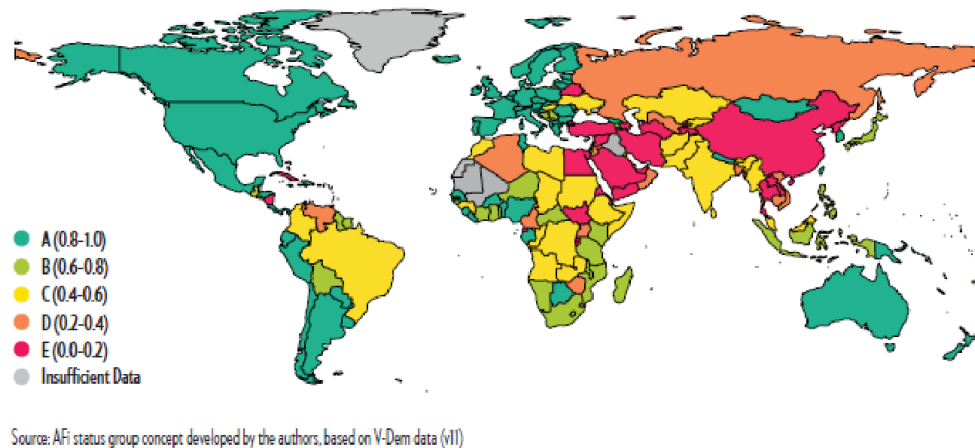 A (0.8-1.0)
B (0.6-0.8)
C (0.4-0.6)
D (0.2-0.4)
E (0.0-0.2)
Insufficient Data
Source: AFi status group concept developed by the authors, based on V-Dem data (v11)